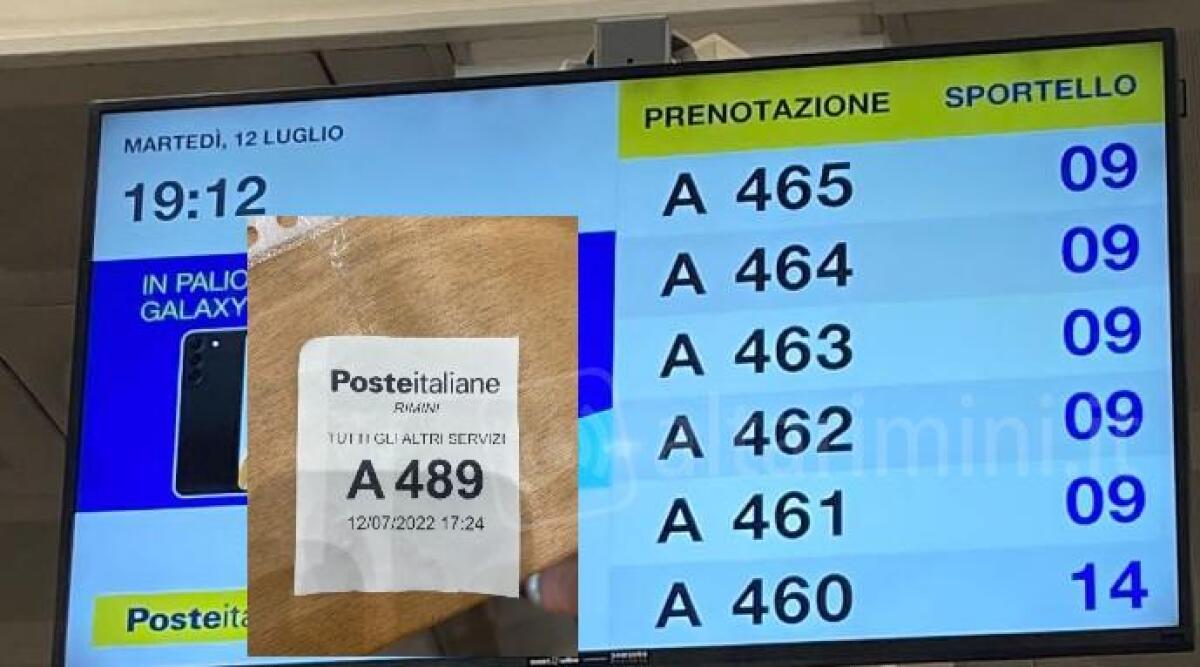 MARTEDÌ, 12 LUGLIO
19:12
IN PALIO
GALAXY
Posteita
PRENOTAZIONE SPORTELLO
A 465 09
A 464 09
A 463 09
A 462 09
A 461 09
A 460 14
Posteitaliane
RIMINI
TUTTI GLI ALTRI SERVIZI
A 489
12/07/2022 17:24
altarimini.it